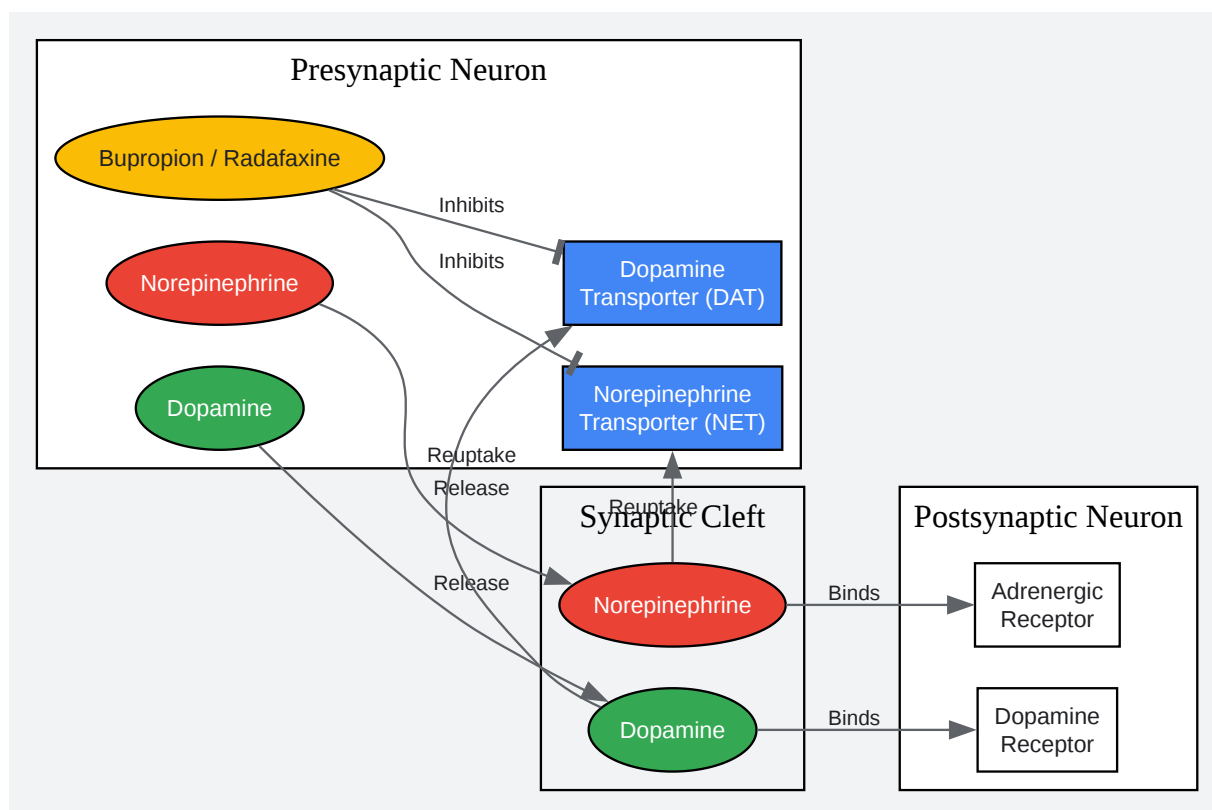 Presynaptic Neuron
Bupropion / Radafaxine
Inhibits
Inhibits
Norepinephrine
Dopamine
Transporter (DAT)
Dopamine
Norepinephrine
Transporter (NET)
Reuptake
Release
Reuptake
Synaptic Cleft
Postsynaptic Neuron
Release
Norepinephrine
Binds
Adrenergic
Receptor
Dopamine
Binds
Dopamine
Receptor